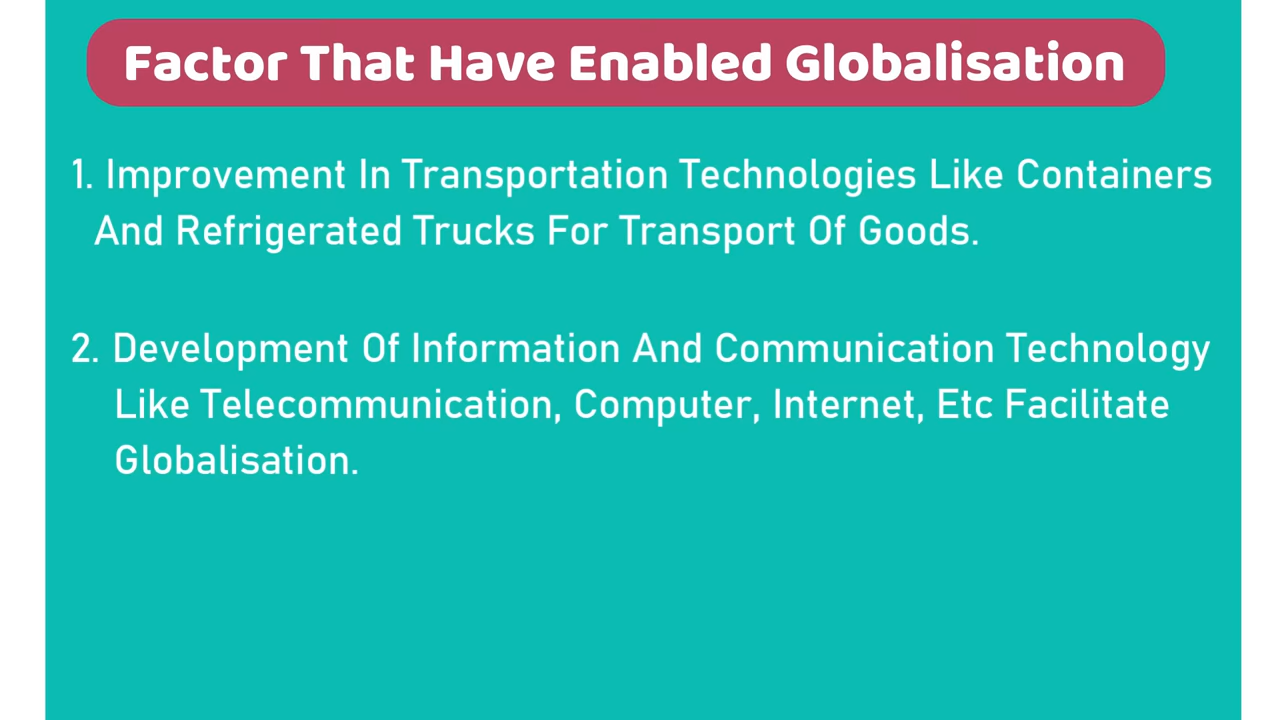 Factor That Have Enabled Globalisation
1. Improvement In Transportation Technologies Like Containers
And Refrigerated Trucks For Transport Of Goods.
2. Development Of Information And Communication Technology
Like Telecommunication, Computer, Internet, Etc Facilitate
Globalisation.